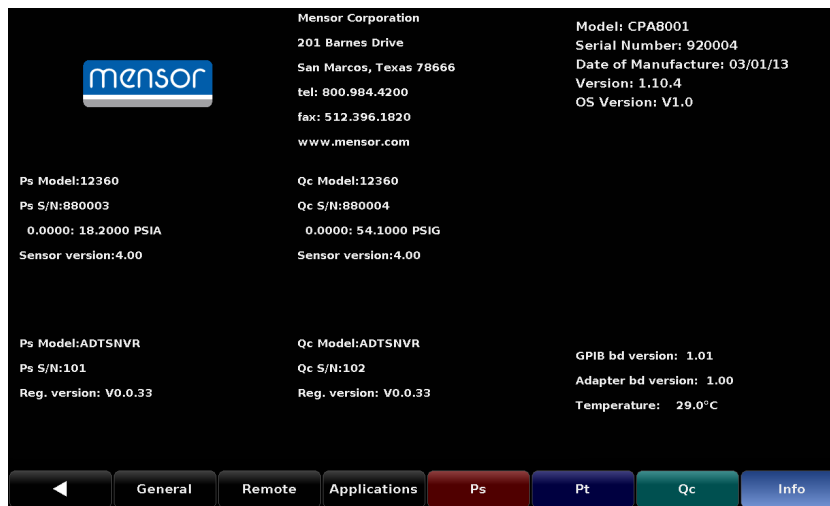 mensor
Mensor Corporation
201 Barnes Drive
San Marcos, Texas 78666
tel: 800.984.4200
fax: 512.396.1820
www.mensor.com
Model: CPA8001
Serial Number: 920004
Date of Manufacture: 03/01/13
Version: 1.10.4
OS Version: V1.0
Ps Model:12360
Ps S/N:880003
0.0000: 18.2000 PSIA
Sensor version:4.00
Qc Model:12360
Qc S/N:880004
0.0000: 54.1000 PSIG
Sensor version:4.00
Ps Model:ADTSNVR
Ps S/N:101
Reg. version: V0.0.33
Qc Model:ADTSNVR
Qc S/N:102
Reg. version: V0.0.33
GPIB bd version: 1.01
Adapter bd version: 1.00
Temperature: 29.0°C
General Remote Applications Ps Pt Qc Info